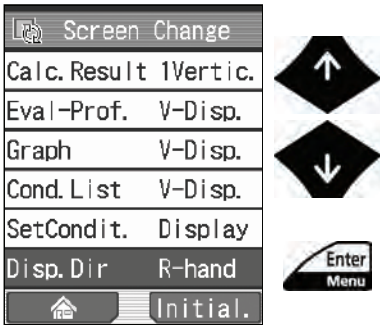 Screen Change
Calc.Result 1Vertic.
Eval-Prof. V-Disp.
Graph V-Disp.
Cond.List V-Disp.
SetCondit. Display
Disp.Dir R-hand
Initial.
Enter
Menu